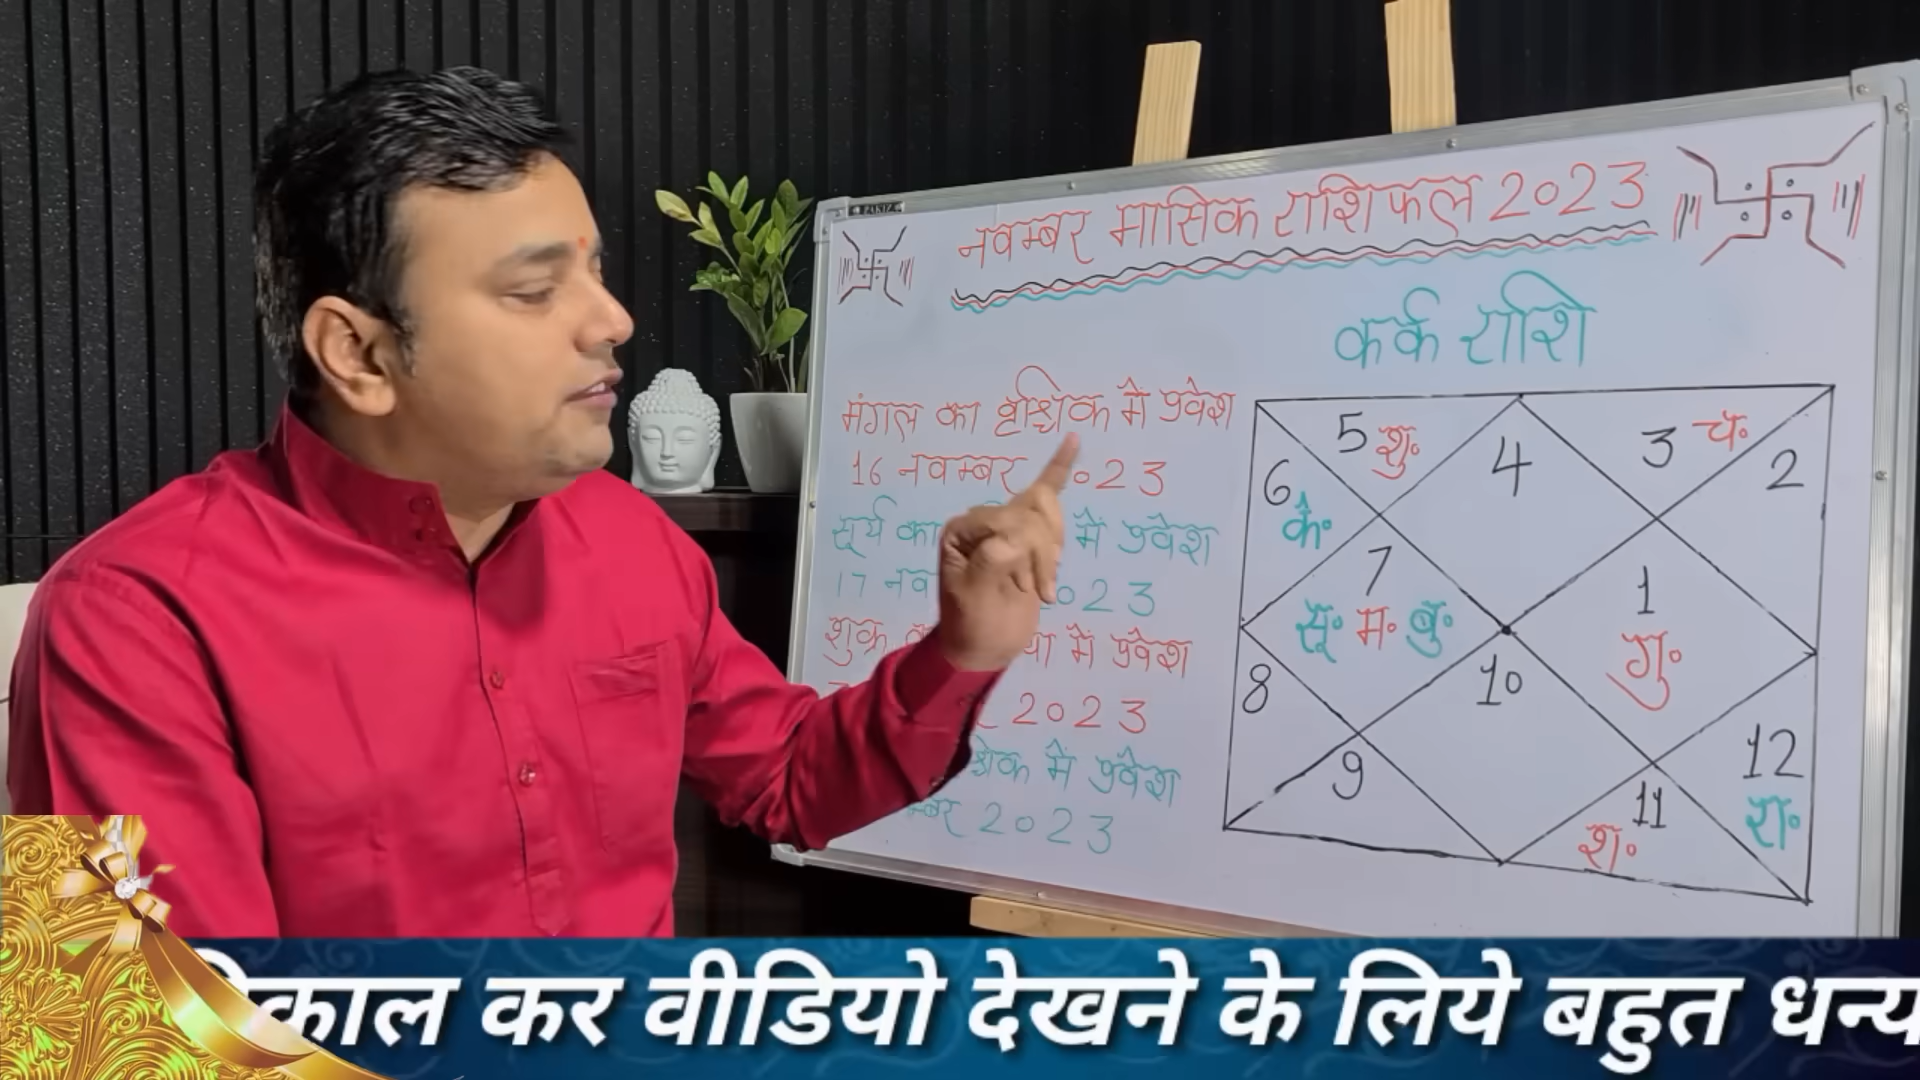 नवम्बर मासिक राशिफल 2023
कर्क राशि
मंगल का वृश्चिक में प्रवेश
16 नवम्बर 2023
सूर्य का में प्रवेश
17 2023
शुक्र में प्रवेश
2023
में प्रवेश
2023
5 शु॰
4
3 चं॰
2
6
के॰
7
सू॰ मं॰ बु॰
1
गु॰
8
10
9
11
श॰
12
रा॰
कर वीडियो देखने के लिये बहुत